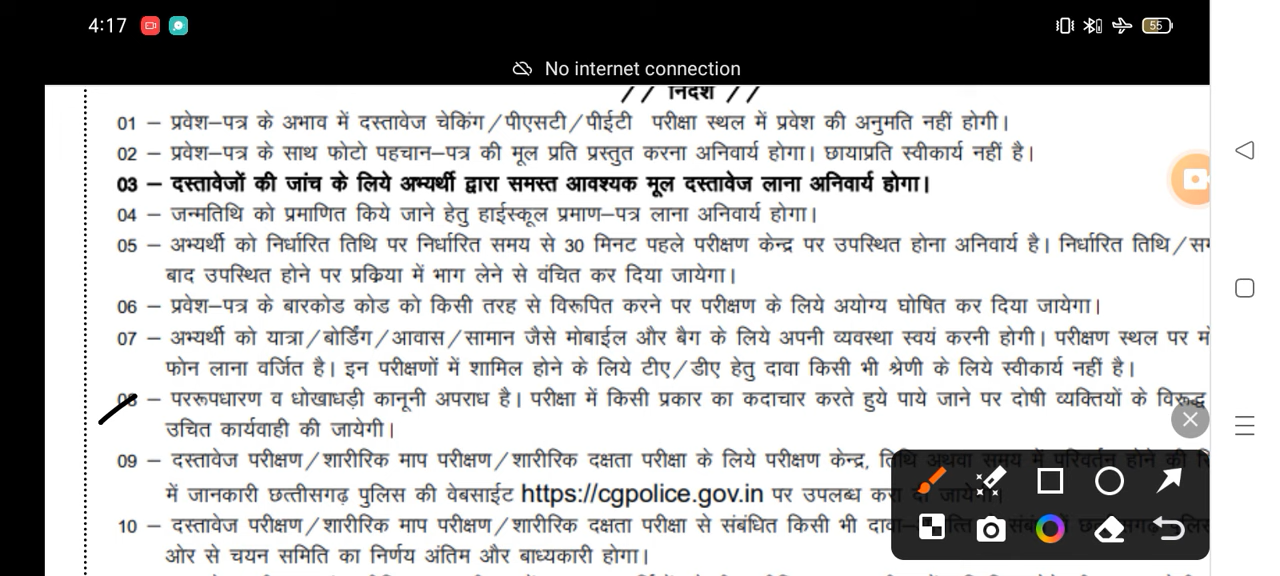 4:17
55
No internet connection
// निर्देश //
01 – प्रवेश–पत्र के अभाव में दस्तावेज चेकिंग/पीएसटी/पीईटी परीक्षा स्थल में प्रवेश की अनुमति नहीं होगी।
02 – प्रवेश–पत्र के साथ फोटो पहचान–पत्र की मूल प्रति प्रस्तुत करना अनिवार्य होगा। छायाप्रति स्वीकार्य नहीं है।
03 – दस्तावेजों की जांच के लिये अभ्यर्थी द्वारा समस्त आवश्यक मूल दस्तावेज लाना अनिवार्य होगा।
04 – जन्मतिथि को प्रमाणित किये जाने हेतु हाईस्कूल प्रमाण–पत्र लाना अनिवार्य होगा।
05 – अभ्यर्थी को निर्धारित तिथि पर निर्धारित समय से 30 मिनट पहले परीक्षण केन्द्र पर उपस्थित होना अनिवार्य है। निर्धारित तिथि/
बाद उपस्थित होने पर प्रकिया में भाग लेने से वंचित कर दिया जायेगा।
06 – प्रवेश–पत्र के बारकोड कोड को किसी तरह से विरूपित करने पर परीक्षण के लिये अयोग्य घोषित कर दिया जायेगा।
07 – अभ्यर्थी को यात्रा/बोर्डिंग/आवास/सामान जैसे मोबाईल और बैग के लिये अपनी व्यवस्था स्वयं करनी होगी। परीक्षण स्थल पर
फोन लाना वर्जित है। इन परीक्षणों में शामिल होने के लिये टीए/डीए हेतु दावा किसी भी श्रेणी के लिये स्वीकार्य नहीं है।
08 – पररूपधारण व धोखाधड़ी कानूनी अपराध है। परीक्षा में किसी प्रकार का कदाचार करते हुये पाये जाने पर दोषी व्यक्तियों के विरूद्ध
उचित कार्यवाही की जायेगी।
09 – दस्तावेज परीक्षण/शारीरिक माप परीक्षण/शारीरिक दक्षता परीक्षा के लिये परीक्षण केन्द्र, तिथि अथवा समय में परिवर्तन होने की
में जानकारी छत्तीसगढ़ पुलिस की वेबसाईट https://cgpolice.gov.in पर उपलब्ध करा दी जायेगी।
10 – दस्तावेज परीक्षण/शारीरिक माप परीक्षण/शारीरिक दक्षता परीक्षा से संबंधित किसी भी
ओर से चयन समिति का निर्णय अंतिम और बाध्यकारी होगा।